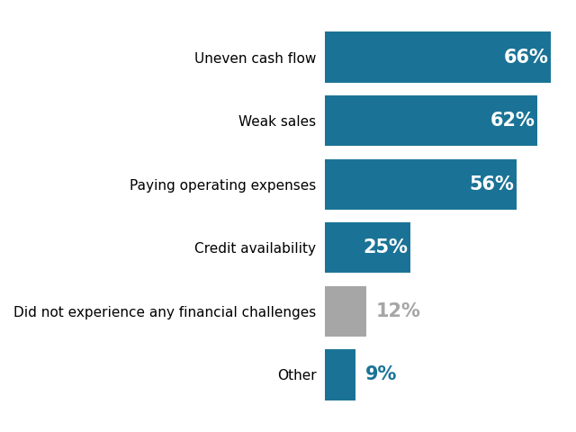 Uneven cash flow 66%
Weak sales 62%
Paying operating expenses 56%
Credit availability 25%
Did not experience any financial challenges 12%
Other 9%